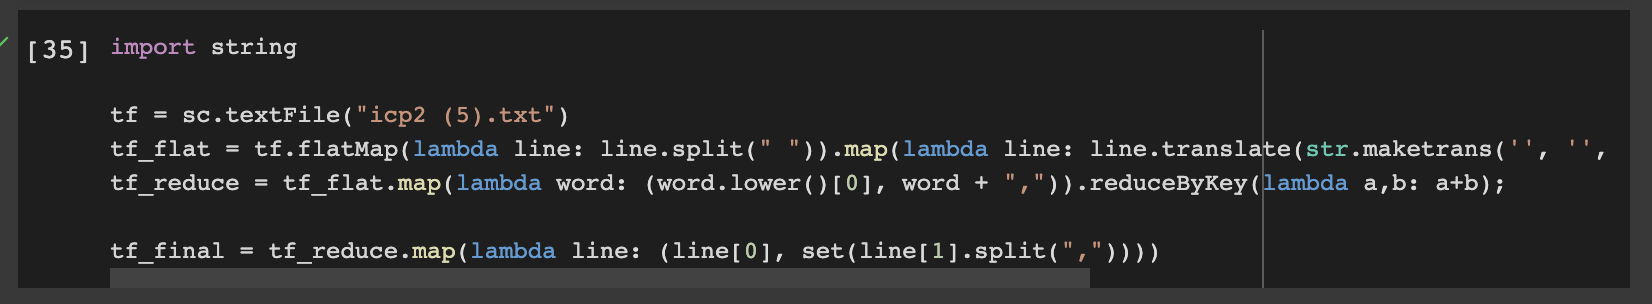 [35] import string
tf = sc.textFile("icp2 (5).txt")
tf_flat = tf.flatMap(lambda line: line.split(" ")).map(lambda line: line.translate(str.maketrans('', '',
tf_reduce = tf_flat.map(lambda word: (word.lower()[0], word + ",")).reduceByKey(lambda a,b: a+b);
tf_final = tf_reduce.map(lambda line: (line[0], set(line[1].split(","))))